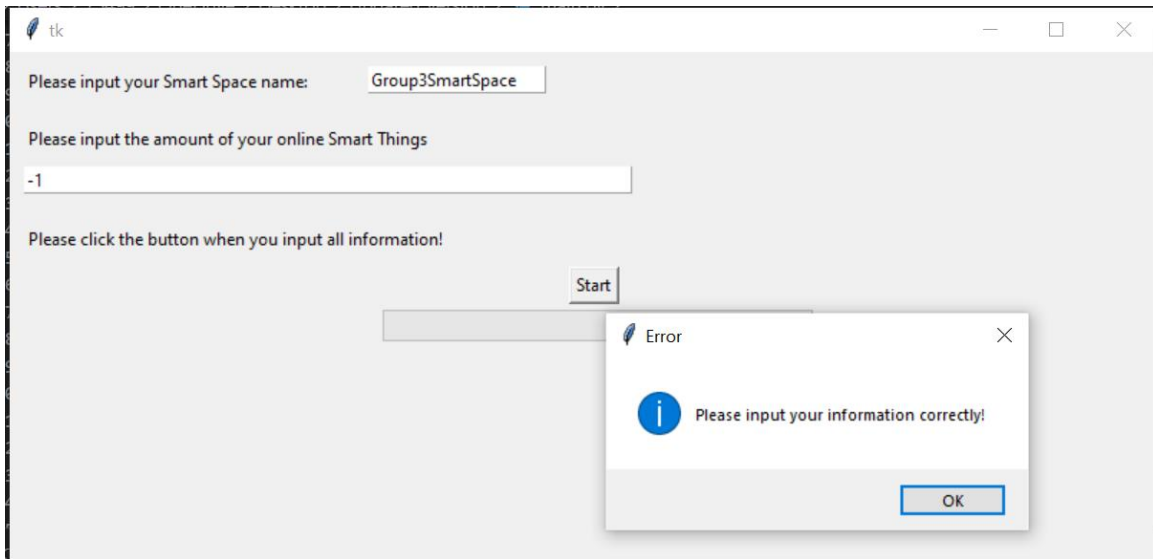 tk
Please input your Smart Space name: Group3SmartSpace
Please input the amount of your online Smart Things
-1
Please click the button when you input all information!
Start
Error
Please input your information correctly!
OK